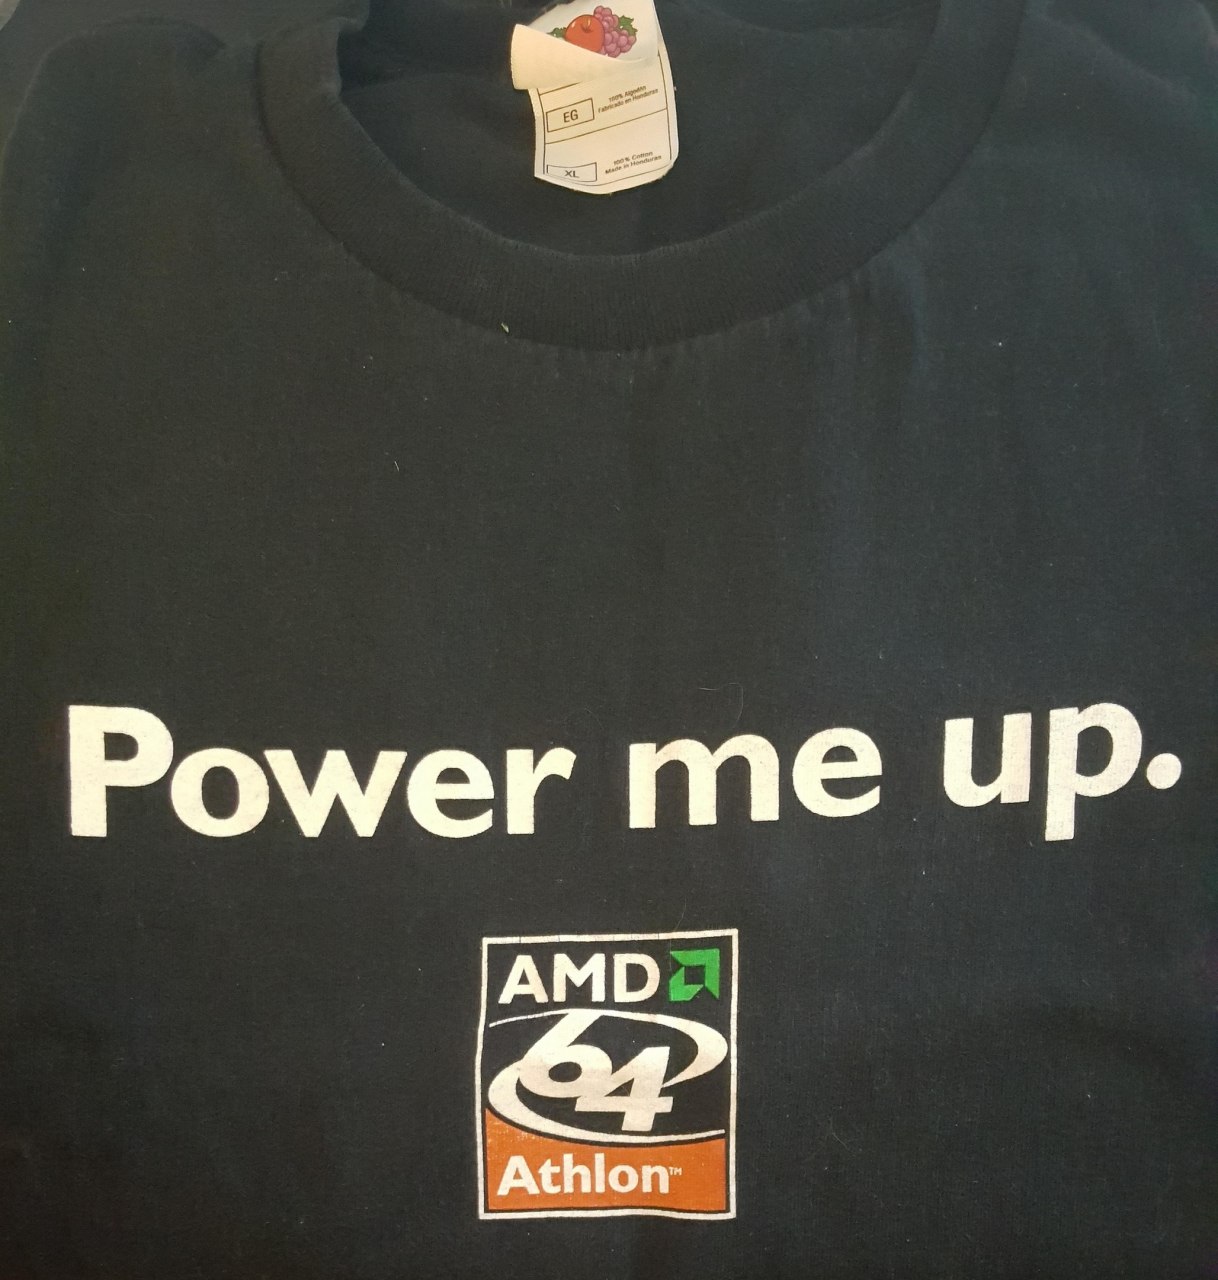 100% Algodón
Fabricado en Honduras
EG
100% Cotton
Made in Honduras
XL
Power me up.
AMD
64
Athlon™